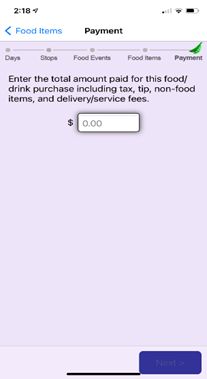 2:18
Food Items
Payment
Days Stops Food Events Food Items Payment
Enter the total amount paid for this food/
drink purchase including tax, tip, non-food
items, and delivery/service fees.
$ 0.00
Next >